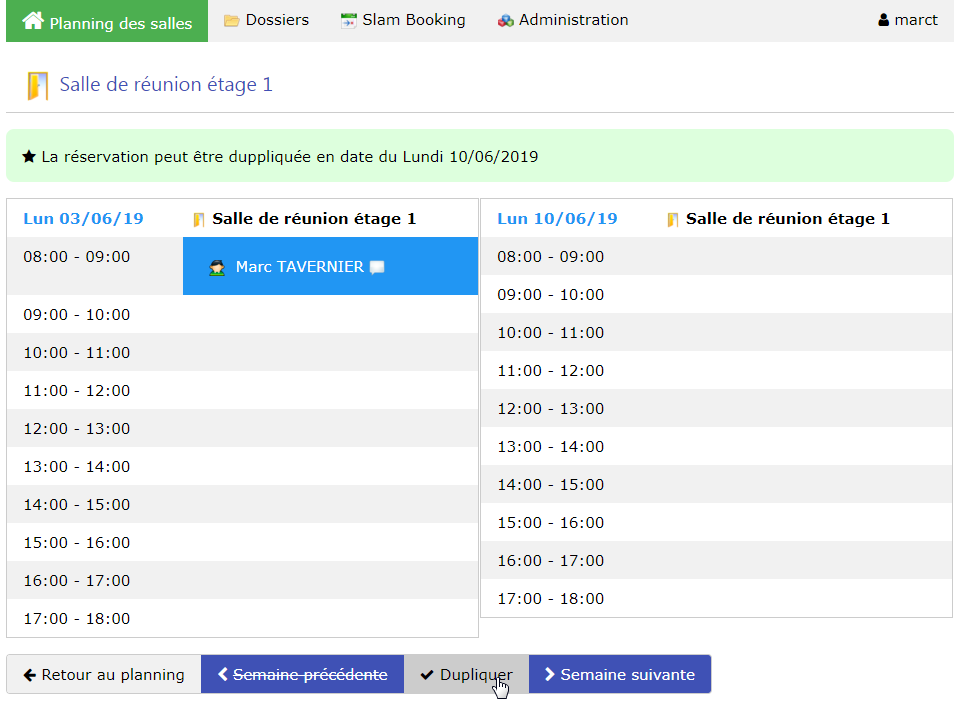 Planning des salles Dossiers Slam Booking Administration marct
Salle de réunion étage 1
La réservation peut être duppliquée en date du Lundi 10/06/2019
Lun 03/06/19 Salle de réunion étage 1
08:00 - 09:00 Marc TAVERNIER
09:00 - 10:00
10:00 - 11:00
11:00 - 12:00
12:00 - 13:00
13:00 - 14:00
14:00 - 15:00
15:00 - 16:00
16:00 - 17:00
17:00 - 18:00
Lun 10/06/19 Salle de réunion étage 1
08:00 - 09:00
09:00 - 10:00
10:00 - 11:00
11:00 - 12:00
12:00 - 13:00
13:00 - 14:00
14:00 - 15:00
15:00 - 16:00
16:00 - 17:00
17:00 - 18:00
Retour au planning Semaine précédente Dupliquer Semaine suivante